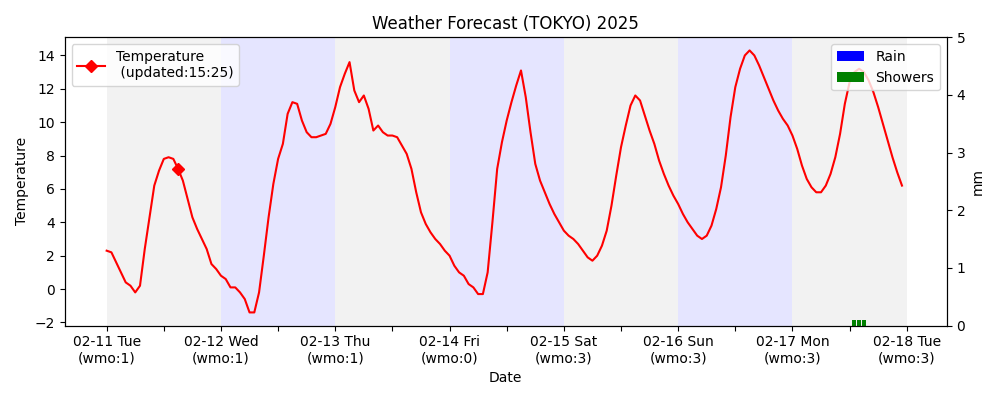 Weather Forecast (TOKYO) 2025
Temperature
(updated:15:25)
Rain
Showers
Temperature
14
12
10
8
6
4
2
0
−2
5
4
3
2
1
0
mm
02-11 Tue
(wmo:1)
02-12 Wed
(wmo:1)
02-13 Thu
(wmo:1)
02-14 Fri
(wmo:0)
02-15 Sat
(wmo:3)
02-16 Sun
(wmo:3)
02-17 Mon
(wmo:3)
02-18 Tue
(wmo:3)
Date